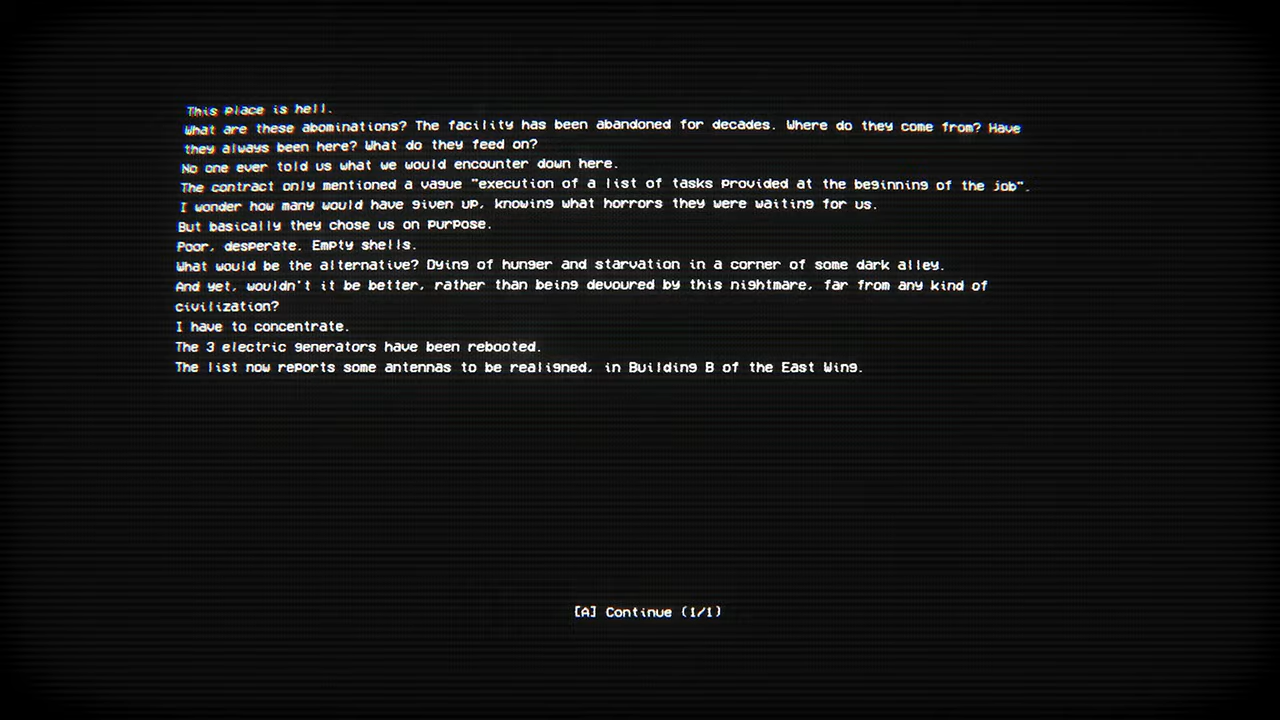 This place is hell.
What are these abominations? The facility has been abandoned for decades. Where do they come from? Have
they always been here? What do they feed on?
No one ever told us what we would encounter down here.
The contract only mentioned a vague "execution of a list of tasks provided at the beginning of the job".
I wonder how many would have given up, knowing what horrors they were waiting for us.
But basically they chose us on purpose.
Poor, desperate. Empty shells.
What would be the alternative? Dying of hunger and starvation in a corner of some dark alley.
And yet, wouldn't it be better, rather than being devoured by this nightmare, far from any kind of
civilization?
I have to concentrate.
The 3 electric generators have been rebooted.
The list now reports some antennas to be realigned, in Building B of the East Wing.
[A] Continue (1/1)